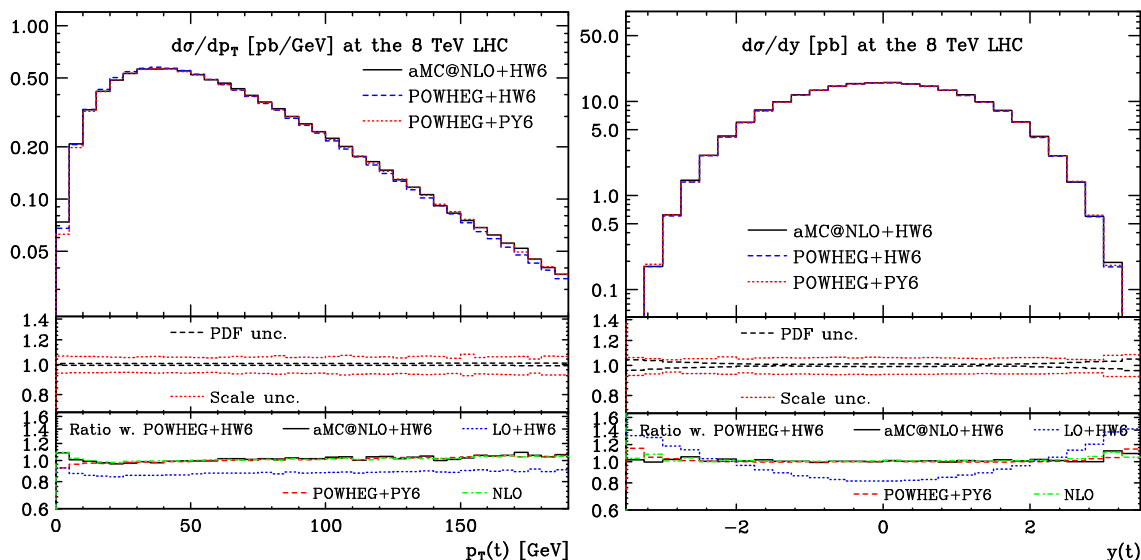 dσ/dp_T [pb/GeV] at the 8 TeV LHC
aMC@NLO+HW6
POWHEG+HW6
POWHEG+PY6
1.00
0.50
0.20
0.10
0.05
PDF unc.
Scale unc.
1.4
1.2
1.0
0.8
Ratio w. POWHEG+HW6
aMC@NLO+HW6
LO+HW6
POWHEG+PY6
NLO
1.6
1.4
1.2
1.0
0.8
0.6
0
50
100
150
p_T(t) [GeV]
dσ/dy [pb] at the 8 TeV LHC
aMC@NLO+HW6
POWHEG+HW6
POWHEG+PY6
50.0
10.0
5.0
1.0
0.5
0.1
PDF unc.
Scale unc.
1.4
1.2
1.0
0.8
Ratio w. POWHEG+HW6
aMC@NLO+HW6
LO+HW6
POWHEG+PY6
NLO
1.6
1.4
1.2
1.0
0.8
0.6
−2
0
2
y(t)